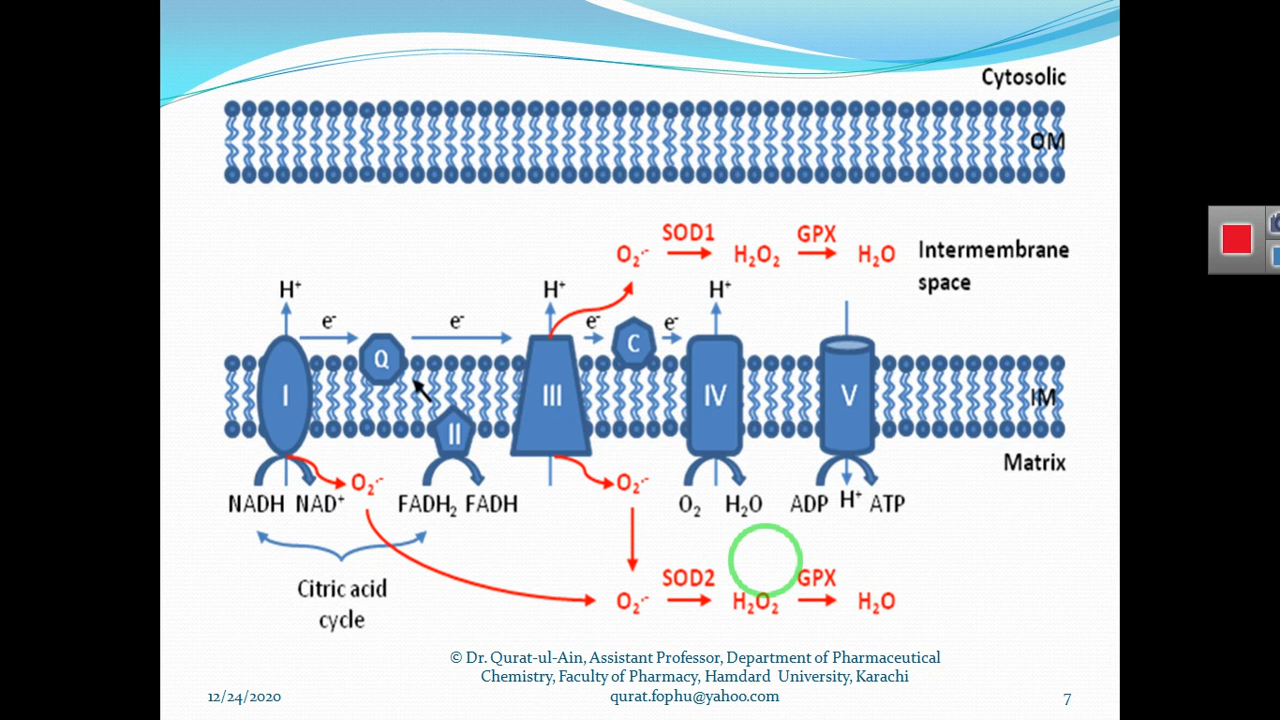 Cytosolic
OM
O₂·⁻ SOD1 H₂O₂ GPX H₂O
Intermembrane
space
H⁺ H⁺ H⁺
e⁻ e⁻ e⁻ e⁻
Q C
I II III IV V
IM
Matrix
O₂·⁻ O₂·⁻
NADH NAD⁺ FADH₂ FADH O₂ H₂O ADP H⁺ ATP
Citric acid
cycle
O₂·⁻ SOD2 H₂O₂ GPX H₂O
© Dr. Qurat-ul-Ain, Assistant Professor, Department of Pharmaceutical
Chemistry, Faculty of Pharmacy, Hamdard University, Karachi
12/24/2020 qurat.fophu@yahoo.com 7